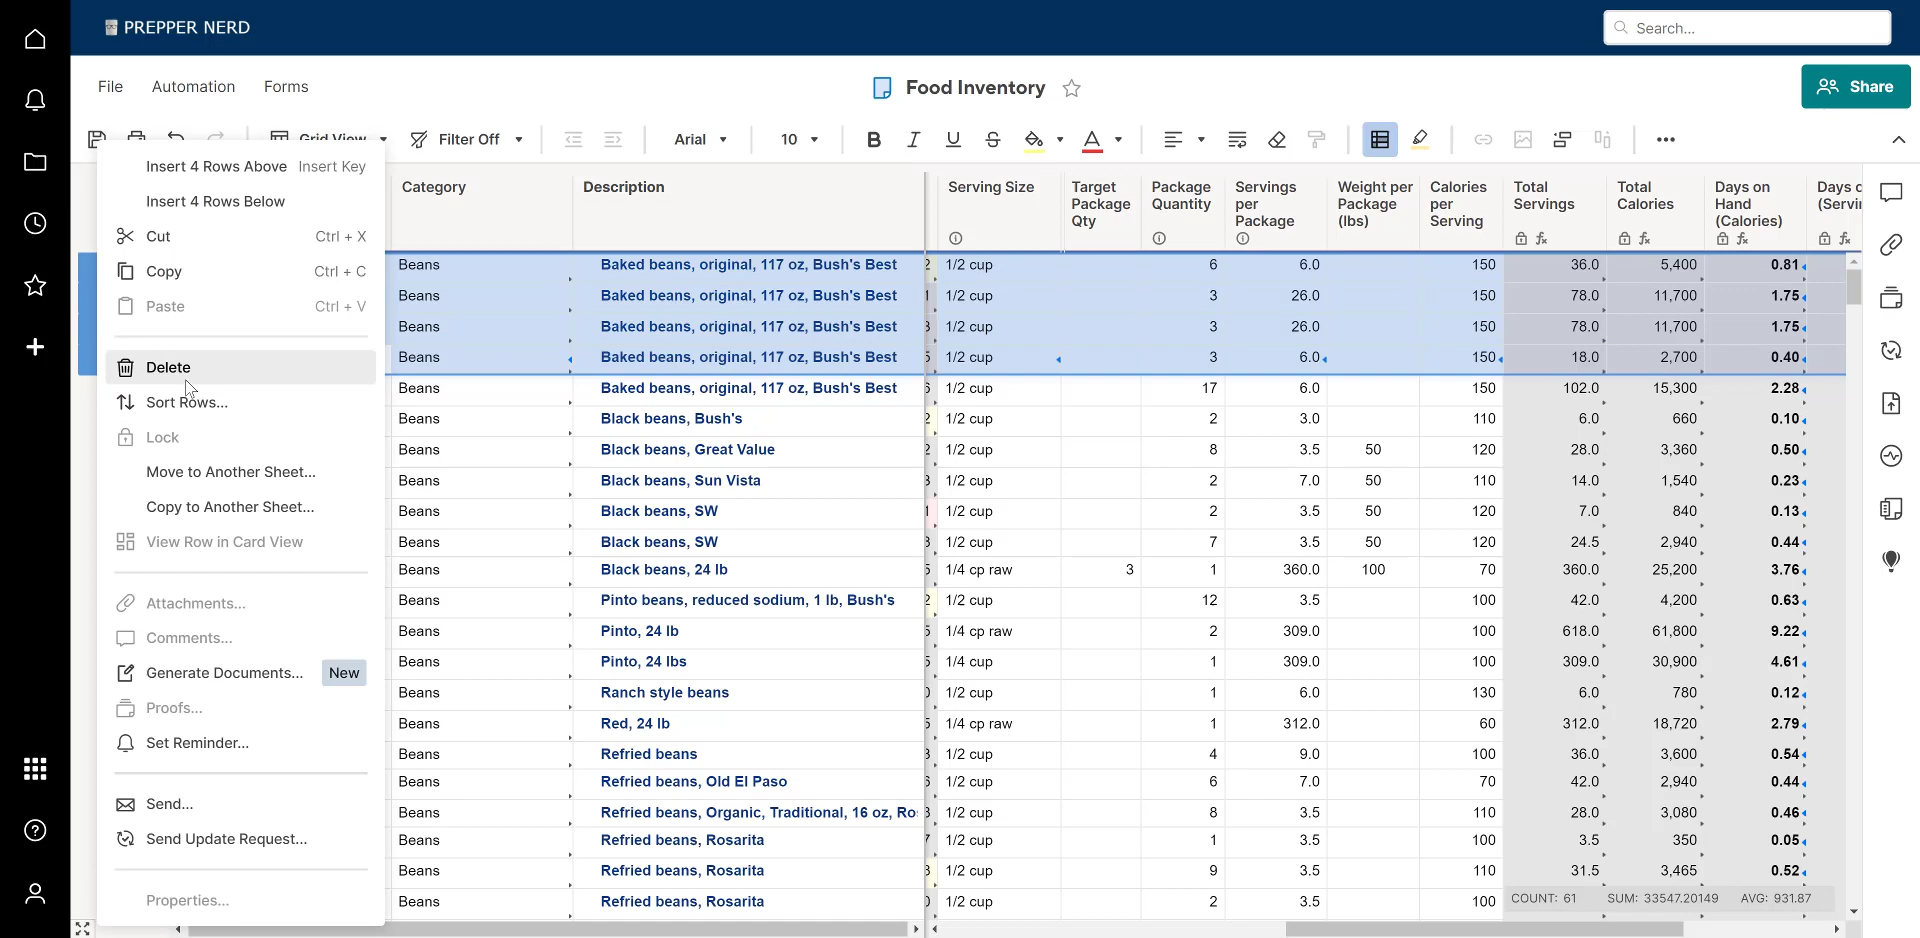 PREPPER NERD
Search...
File Automation Forms
Food Inventory
Share
Grid View Filter Off Arial 10 B I U S A
Insert 4 Rows Above Insert Key
Insert 4 Rows Below
Cut Ctrl + X
Copy Ctrl + C
Paste Ctrl + V
Delete
Sort Rows...
Lock
Move to Another Sheet...
Copy to Another Sheet...
View Row in Card View
Attachments...
Comments...
Generate Documents... New
Proofs...
Set Reminder...
Send...
Send Update Request...
Properties...
Category Description Serving Size Target Package Qty Package Quantity Servings per Package Weight per Package (lbs) Calories per Serving Total Servings Total Calories Days on Hand (Calories) Days
Beans Baked beans, original, 117 oz, Bush's Best 2 1/2 cup 6 6.0 150 36.0 5,400 0.81
Beans Baked beans, original, 117 oz, Bush's Best 1 1/2 cup 3 26.0 150 78.0 11,700 1.75
Beans Baked beans, original, 117 oz, Bush's Best 3 1/2 cup 3 26.0 150 78.0 11,700 1.75
Beans Baked beans, original, 117 oz, Bush's Best 5 1/2 cup 3 6.0 150 18.0 2,700 0.40
Beans Baked beans, original, 117 oz, Bush's Best 1/2 cup 17 6.0 150 102.0 15,300 2.28
Beans Black beans, Bush's 2 1/2 cup 2 3.0 110 6.0 660 0.10
Beans Black beans, Great Value 2 1/2 cup 8 3.5 50 120 28.0 3,360 0.50
Beans Black beans, Sun Vista 3 1/2 cup 2 7.0 50 110 14.0 1,540 0.23
Beans Black beans, SW 1 1/2 cup 2 3.5 50 120 7.0 840 0.13
Beans Black beans, SW 3 1/2 cup 7 3.5 50 120 24.5 2,940 0.44
Beans Black beans, 24 lb 5 1/4 cp raw 3 1 360.0 100 70 360.0 25,200 3.76
Beans Pinto beans, reduced sodium, 1 lb, Bush's 2 1/2 cup 12 3.5 100 42.0 4,200 0.63
Beans Pinto, 24 lb 5 1/4 cp raw 2 309.0 100 618.0 61,800 9.22
Beans Pinto, 24 lbs 5 1/4 cup 1 309.0 100 309.0 30,900 4.61
Beans Ranch style beans 1/2 cup 1 6.0 130 6.0 780 0.12
Beans Red, 24 lb 5 1/4 cp raw 1 312.0 60 312.0 18,720 2.79
Beans Refried beans 3 1/2 cup 4 9.0 100 36.0 3,600 0.54
Beans Refried beans, Old El Paso 1/2 cup 6 7.0 70 42.0 2,940 0.44
Beans Refried beans, Organic, Traditional, 16 oz, Ro 3 1/2 cup 8 3.5 110 28.0 3,080 0.46
Beans Refried beans, Rosarita 7 1/2 cup 1 3.5 100 3.5 350 0.05
Beans Refried beans, Rosarita 3 1/2 cup 9 3.5 110 31.5 3,465 0.52
Beans Refried beans, Rosarita 1/2 cup 2 3.5 100
COUNT: 61 SUM: 33547.20149 AVG: 931.87